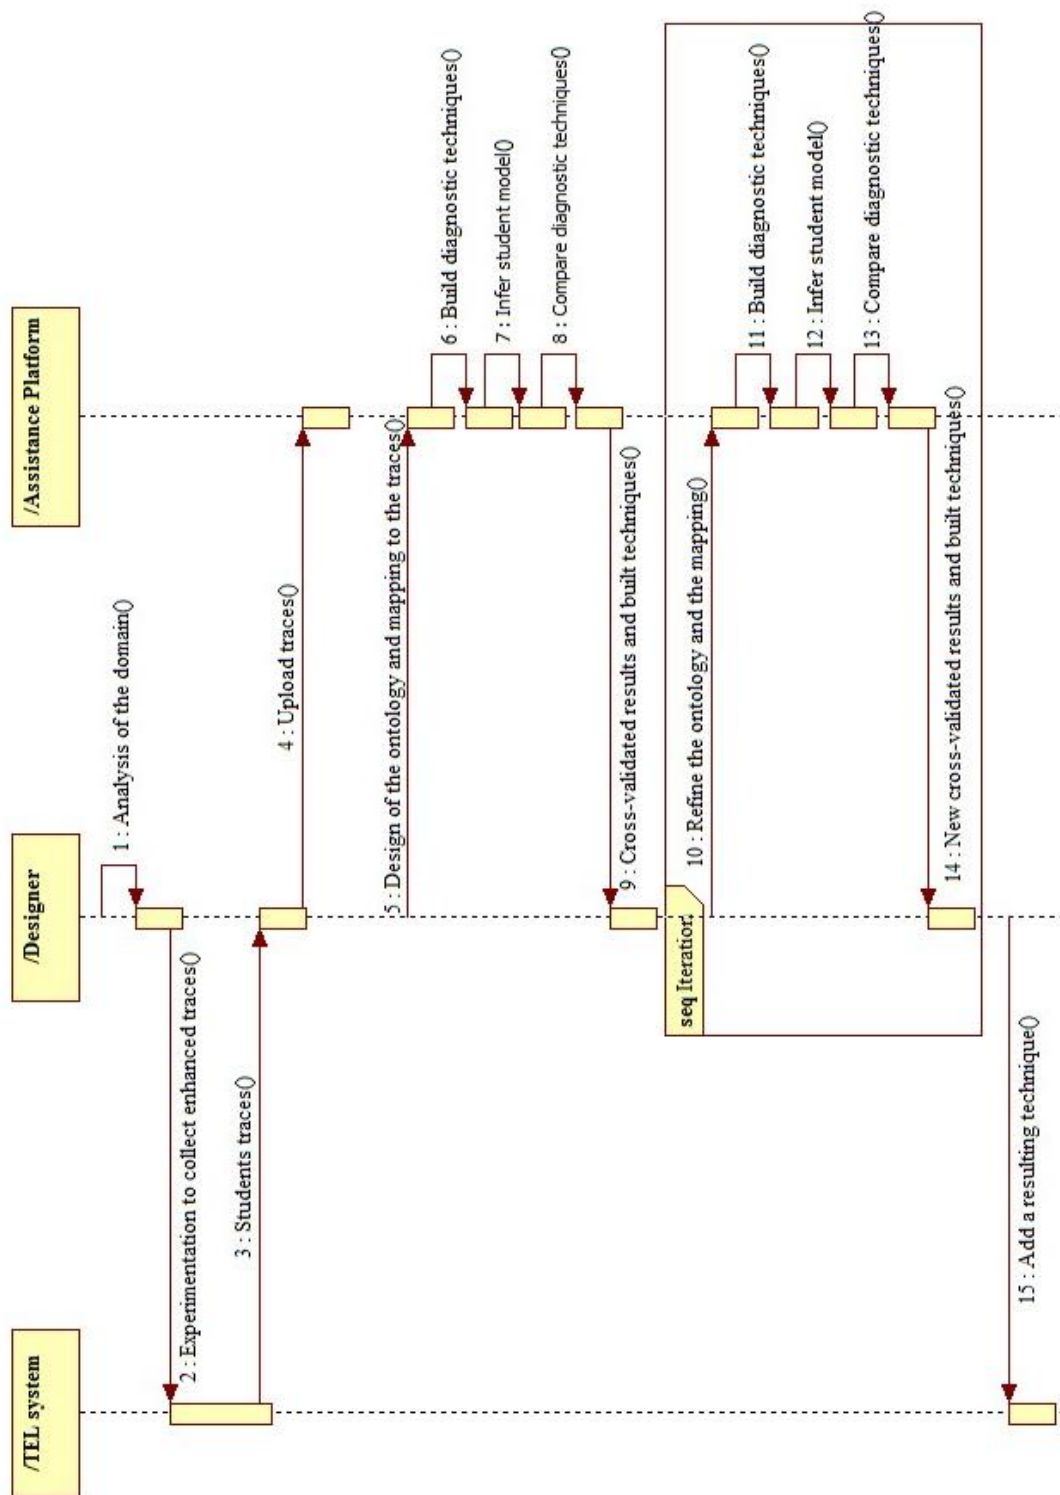 /TEL system
/Designer
/Assistance Platform
1 : Analysis of the domain()
2 : Experimentation to collect enhanced traces()
3 : Students traces()
4 : Upload traces()
5 : Design of the ontology and mapping to the traces()
6 : Build diagnostic techniques()
7 : Infer student model()
8 : Compare diagnostic techniques()
9 : Cross-validated results and built techniques()
seq Iteration
10 : Refine the ontology and the mapping()
11 : Build diagnostic techniques()
12 : Infer student model()
13 : Compare diagnostic techniques()
14 : New cross-validated results and built techniques()
15 : Add a resulting technique()